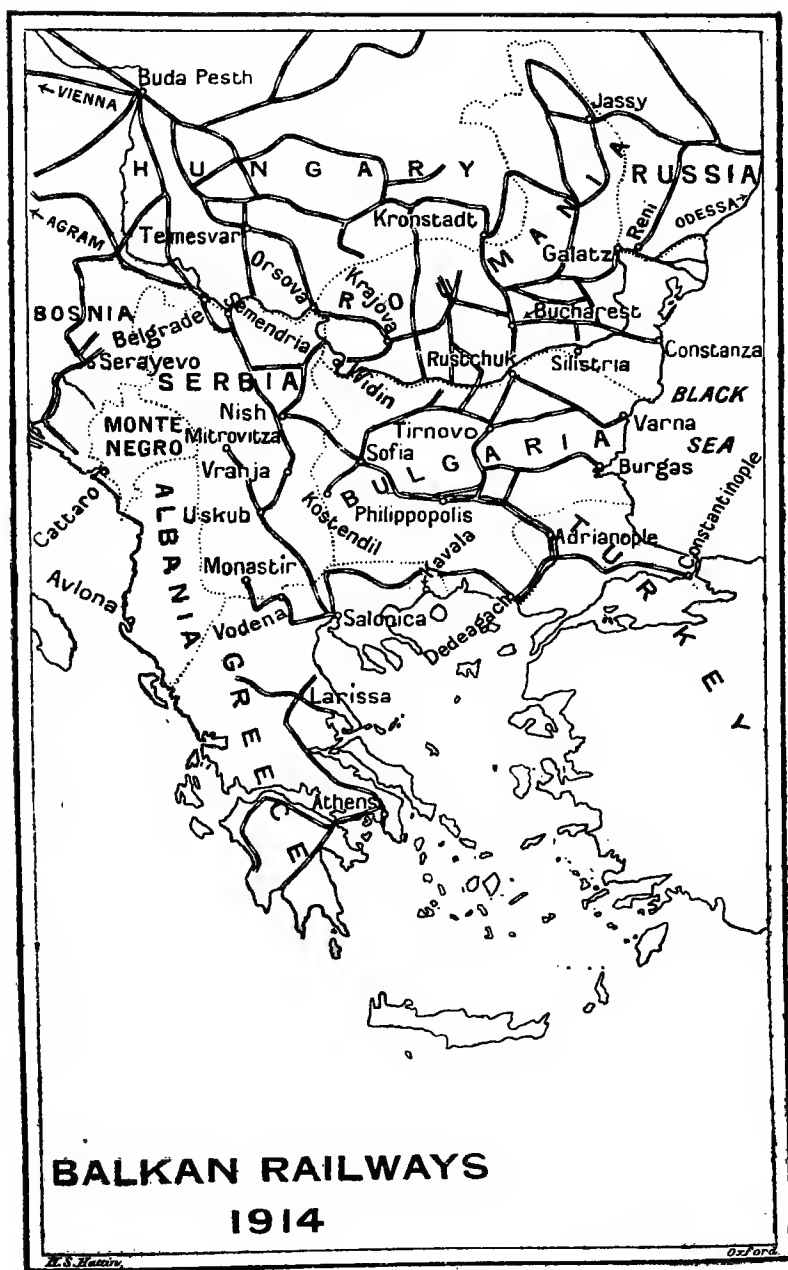 Buda Pesth
←VIENNA
Jassy
HUNGARY
RUSSIA
ODESSA→
←AGRAM
Temesvar
Kronstadt
Reni
Galatz
ROMANIA
Orsova
Krajova
BOSNIA
Belgrade
Semendria
Bucharest
Serayevo
Rustchuk
Silistria
Constanza
SERBIA
Widin
BLACK
SEA
Nish
MONTE
NEGRO
Mitrovitza
Tirnovo
Varna
Sofia
BULGARIA
Vranja
Burgas
Cattaro
Uskub
Kostendil
Philippopolis
Adrianople
Constantinople
ALBANIA
TURKEY
Monastir
Kavala
Avlona
Vodena
Salonica
Dedeagach
GREECE
Larissa
Athens
BALKAN RAILWAYS
1914
Oxford.